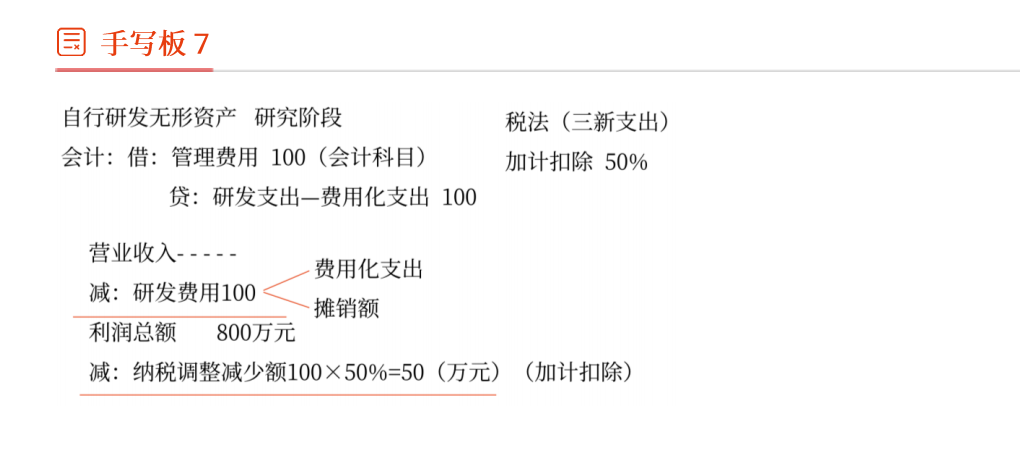 手写板 7
自行研发无形资产 研究阶段
税法（三新支出）
会计：借：管理费用 100（会计科目）
加计扣除 50%
贷：研发支出—费用化支出 100
营业收入- - - - -
费用化支出
减：研发费用100
摊销额
利润总额 800万元
减：纳税调整减少额100×50%=50（万元）（加计扣除）